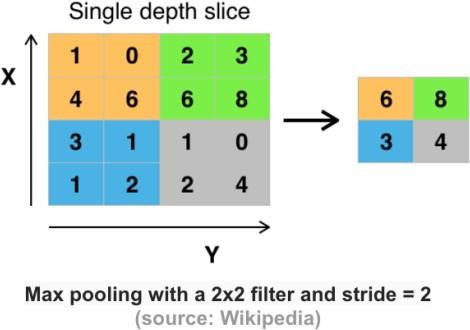 Single depth slice
X
1 0 2 3
4 6 6 8
3 1 1 0
1 2 2 4
6 8
3 4
Y
Max pooling with a 2x2 filter and stride = 2
(source: Wikipedia)